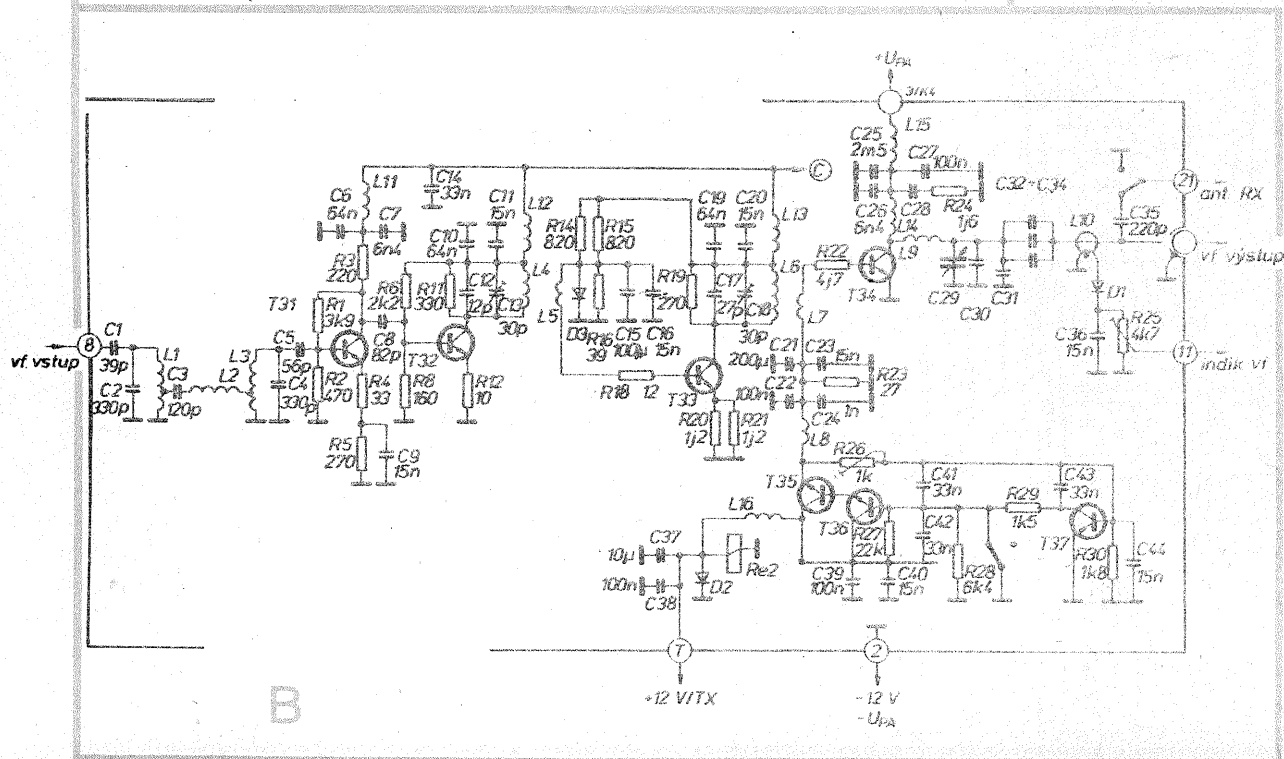 +UPA
L15
C25
2m5
C27
100n
C26
6n4
C28
R24
1j6
L14
C32÷C34
L10
C35
220p
21
ant. RX
vf výstup
L9
C29
C30
C31
D1
C36
15n
R25
4k7
11
indik Vf
C
L11
C6
64n
C7
6n4
C14
33n
C11
15n
L12
C10
64n
R3
220
R6
2k2
R11
330
C12
12p
C13
30p
L4
R14
820
R15
820
C19
64n
C20
15n
L13
L6
R19
270
C17
27p
C18
30p
L5
D3
R16
39
C15
100µ
C16
15n
R22
4j7
T34
L7
8
vf vstup
C1
39p
C2
330p
L1
C3
120p
L2
L3
C5
56p
C4
330p
T31
R1
3k9
R2
470
C8
82p
R4
33
R5
270
C9
15n
T32
R8
160
R12
10
R18
12
T33
R20
1j2
R21
1j2
200µ
C21
C23
15n
C22
100n
R23
27
C24
1n
L8
R26
1k
T35
T36
R27
22k
C41
33n
C42
33n
R28
6k4
R29
1k5
C43
33n
T37
R30
1k8
C44
15n
L16
10µ
C37
100n
C38
D2
Re2
C39
100n
C40
15n
T
2
+12 V/TX
-12 V
-UPA
B